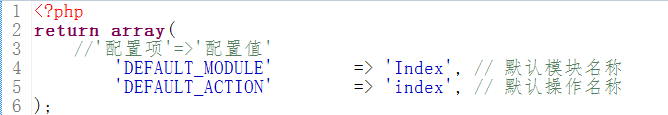 1 <?php
2 return array(
3 //'配置项'=>'配置值'
4 'DEFAULT_MODULE' => 'Index', // 默认模块名称
5 'DEFAULT_ACTION' => 'index', // 默认操作名称
6 );